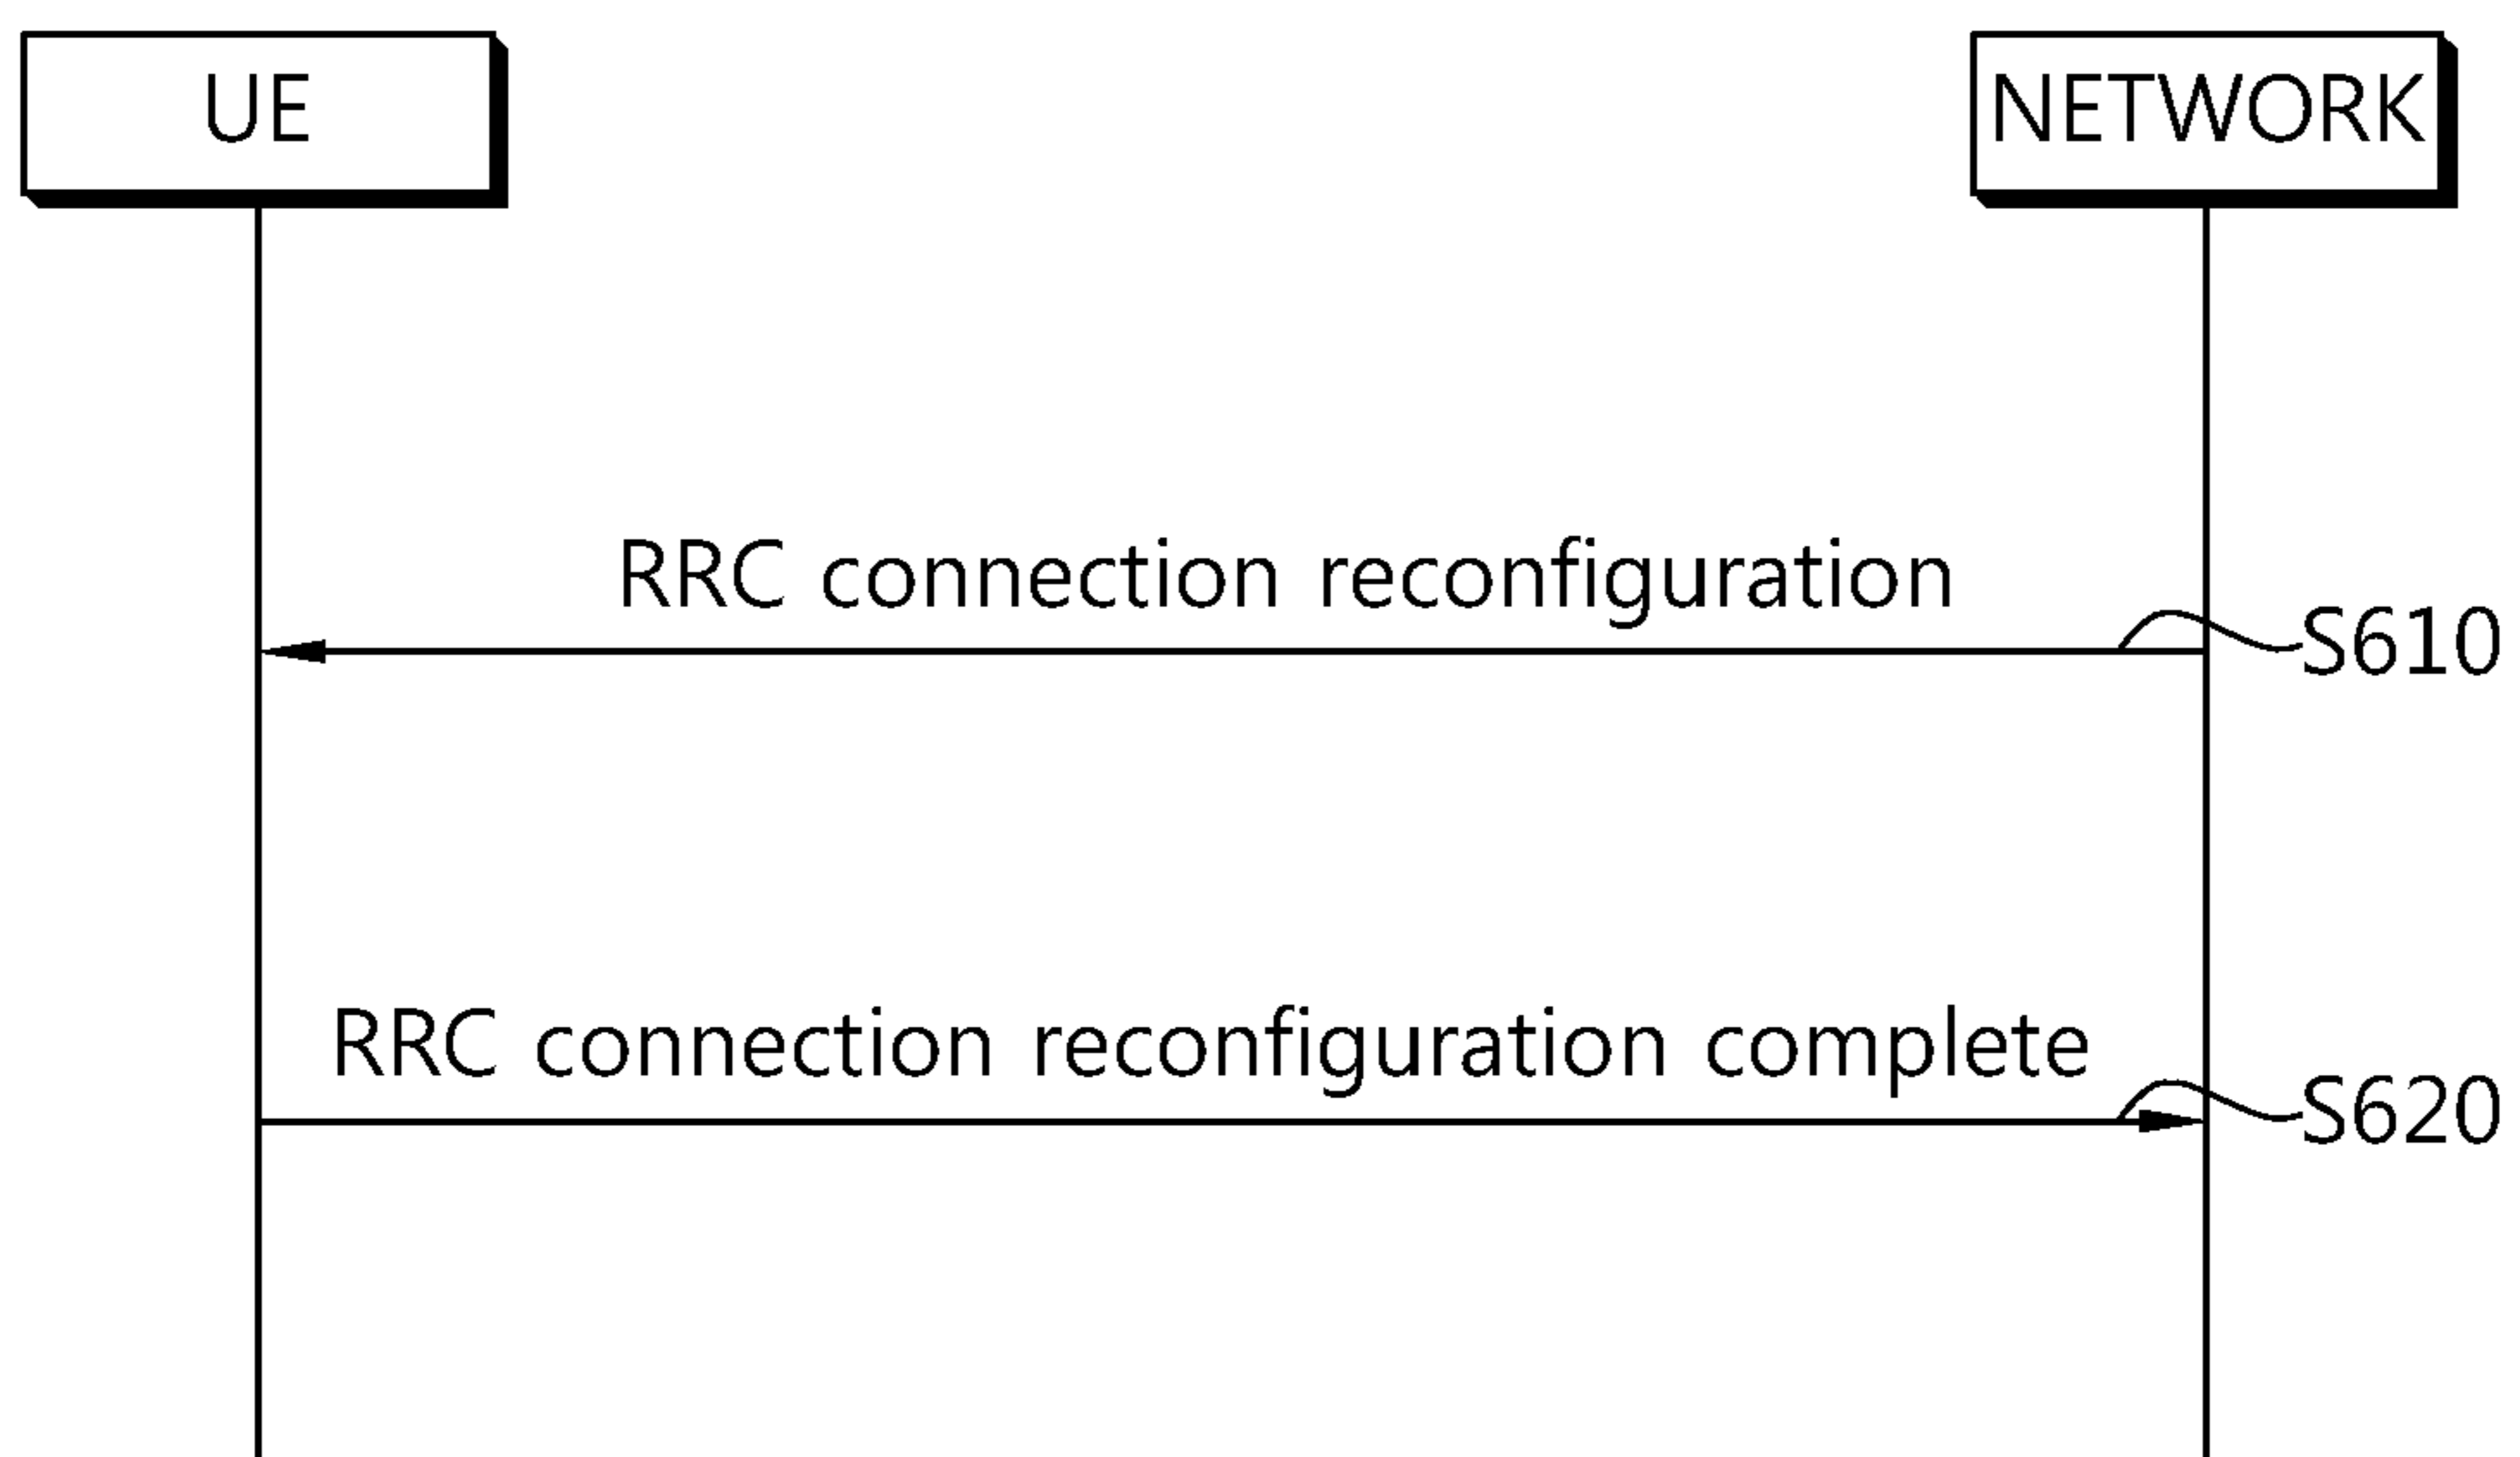 UE
NETWORK
RRC connection reconfiguration
S610
RRC connection reconfiguration complete
S620